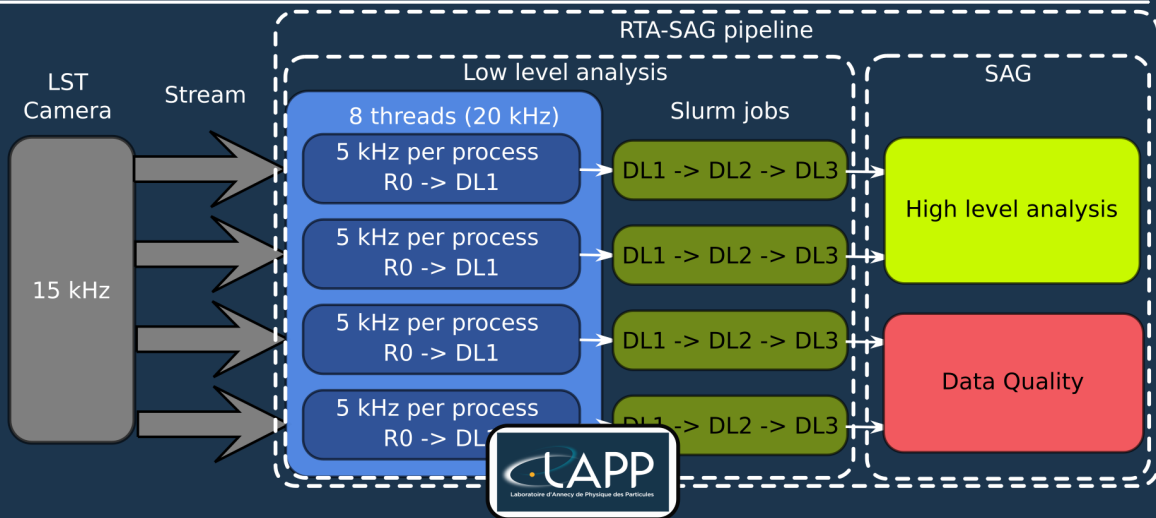 RTA-SAG pipeline
Low level analysis
SAG
LST
Camera
Stream
8 threads (20 kHz)
Slurm jobs
15 kHz
5 kHz per process
R0 -> DL1
DL1 -> DL2 -> DL3
5 kHz per process
R0 -> DL1
DL1 -> DL2 -> DL3
5 kHz per process
R0 -> DL1
DL1 -> DL2 -> DL3
5 kHz per process
R0 -> DL1
DL1 -> DL2 -> DL3
High level analysis
Data Quality
LAPP
Laboratoire d'Annecy de Physique des Particules